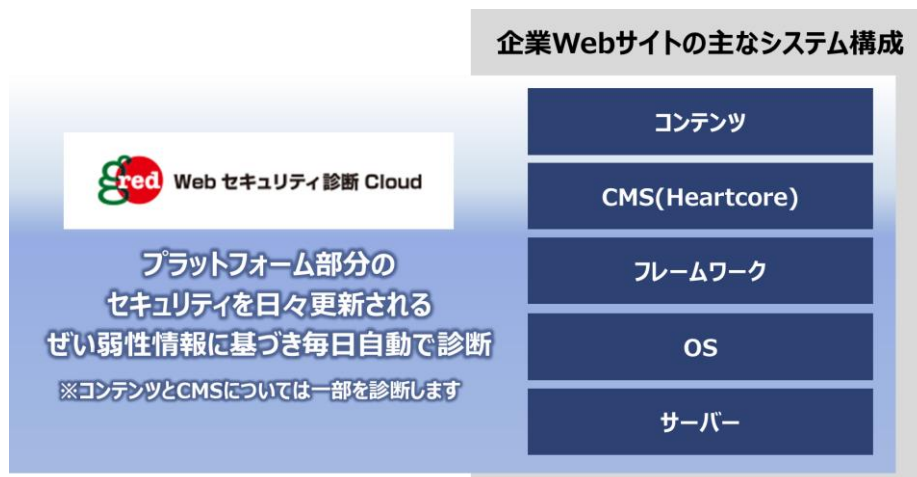 企業Webサイトの主なシステム構成
gred Web セキュリティ診断 Cloud
プラットフォーム部分の
セキュリティを日々更新される
ぜい弱性情報に基づき毎日自動で診断
※コンテンツとCMSについては一部を診断します
コンテンツ
CMS(Heartcore)
フレームワーク
OS
サーバー